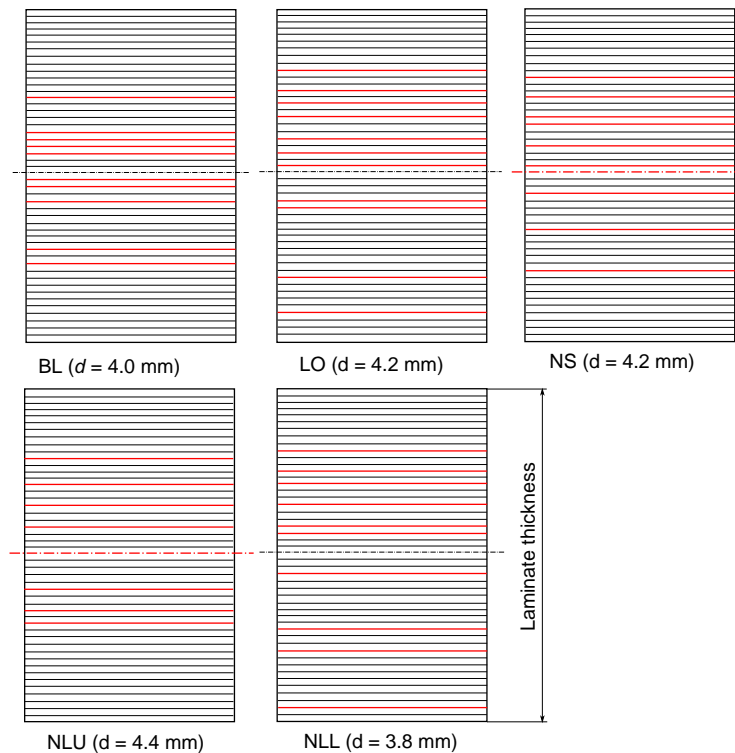 BL (d = 4.0 mm)
LO (d = 4.2 mm)
NS (d = 4.2 mm)
Laminate thickness
NLU (d = 4.4 mm)
NLL (d = 3.8 mm)